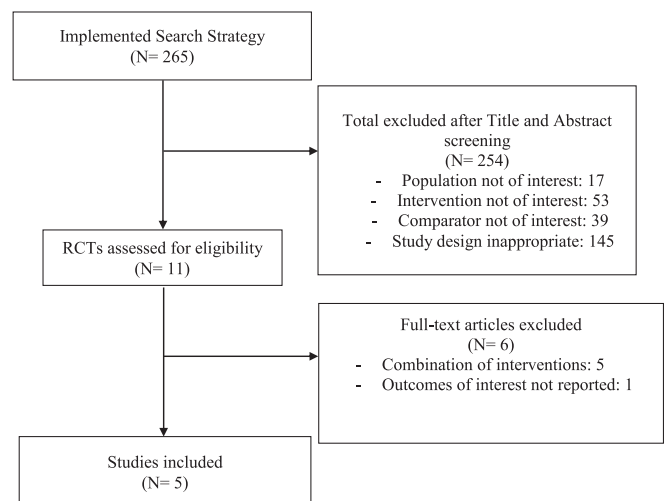 Implemented Search Strategy
(N= 265)
Total excluded after Title and Abstract
screening
(N= 254)
- Population not of interest: 17
- Intervention not of interest: 53
- Comparator not of interest: 39
- Study design inappropriate: 145
RCTs assessed for eligibility
(N= 11)
Full-text articles excluded
(N= 6)
- Combination of interventions: 5
- Outcomes of interest not reported: 1
Studies included
(N= 5)